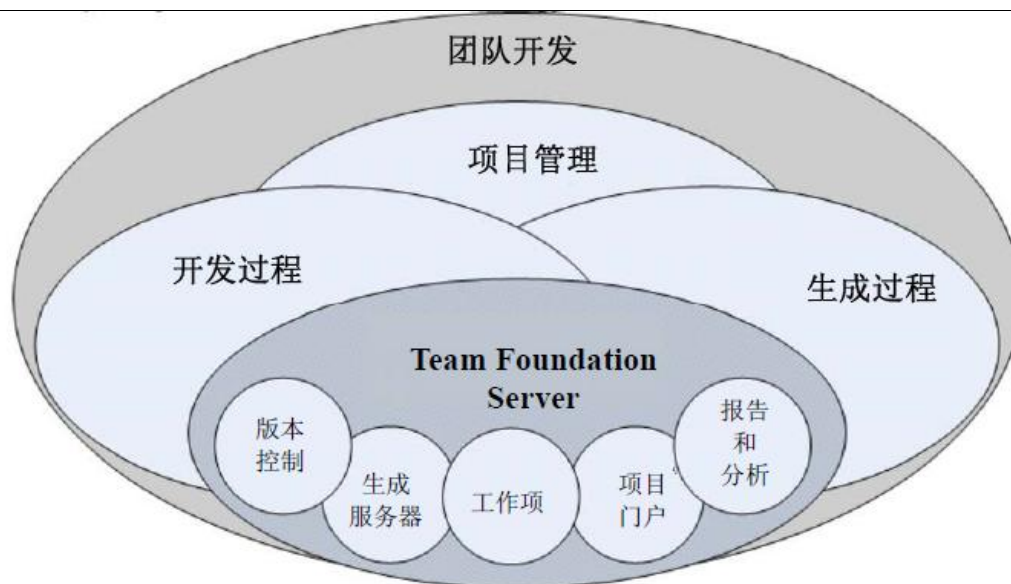 团队开发
项目管理
开发过程
生成过程
Team Foundation
Server
版本
控制
生成
服务器
工作项
项目
门户
报告
和
分析